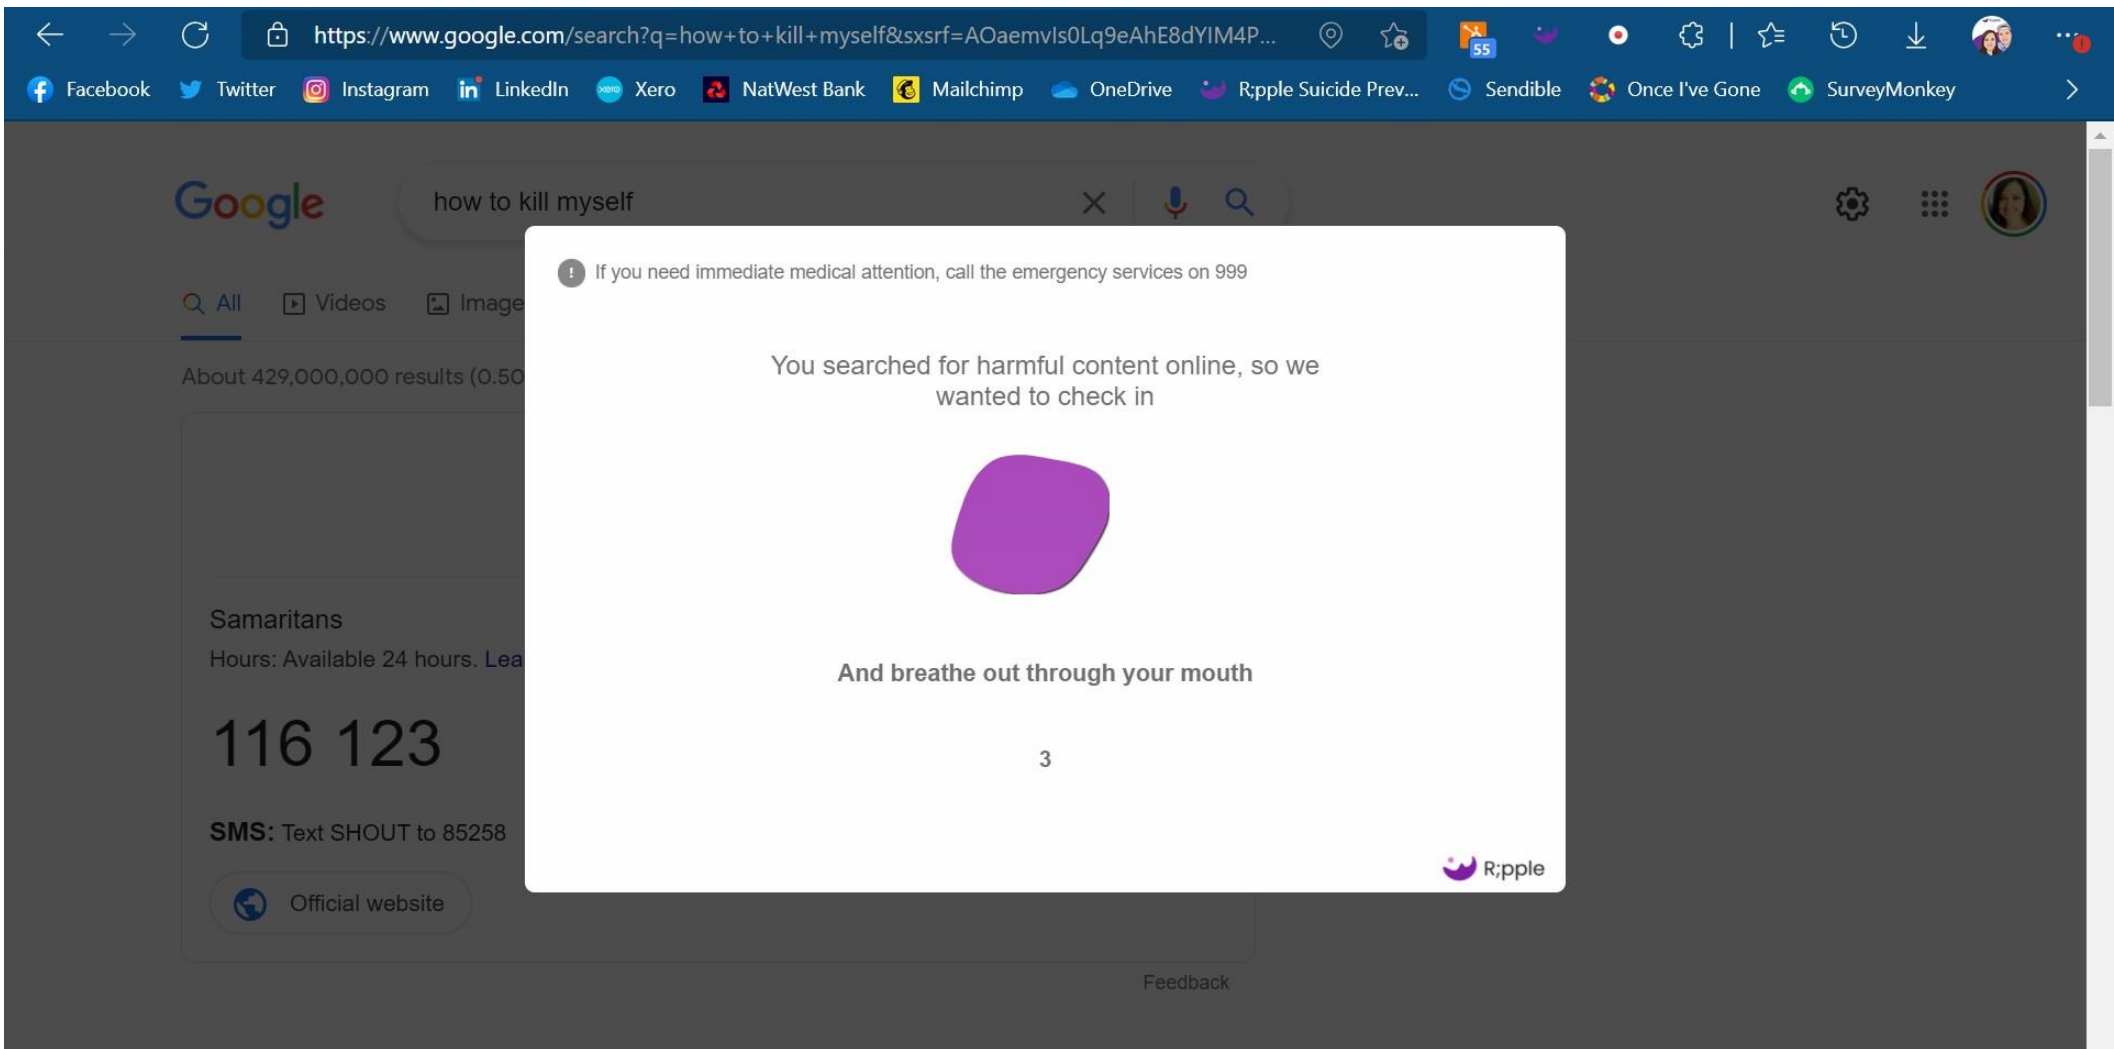 https://www.google.com/search?q=how+to+kill+myself&sxsrf=AOaemvIs0Lq9eAhE8dYIM4P...
55
Facebook Twitter Instagram LinkedIn Xero NatWest Bank Mailchimp OneDrive R;pple Suicide Prev... Sendible Once I've Gone SurveyMonkey
Google how to kill myself
All Videos Image
About 429,000,000 results (0.50
If you need immediate medical attention, call the emergency services on 999
You searched for harmful content online, so we
wanted to check in
And breathe out through your mouth
3
R;pple
Samaritans
Hours: Available 24 hours. Lea
116 123
SMS: Text SHOUT to 85258
Official website
Feedback